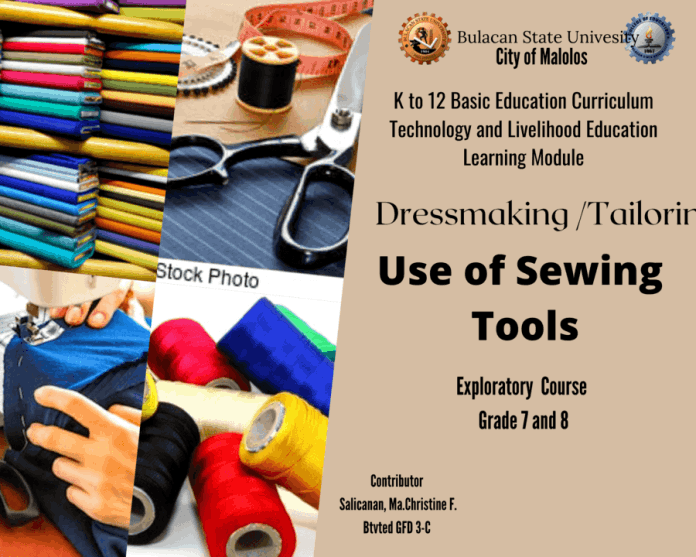 Bulacan State Univesity
City of Malolos
K to 12 Basic Education Curriculum
Technology and Livelihood Education
Learning Module
Dressmaking /Tailorin
Use of Sewing
Tools
Stock Photo
Exploratory Course
Grade 7 and 8
Contributor
Salicanan, Ma.Christine F.
Btvted GFD 3-C